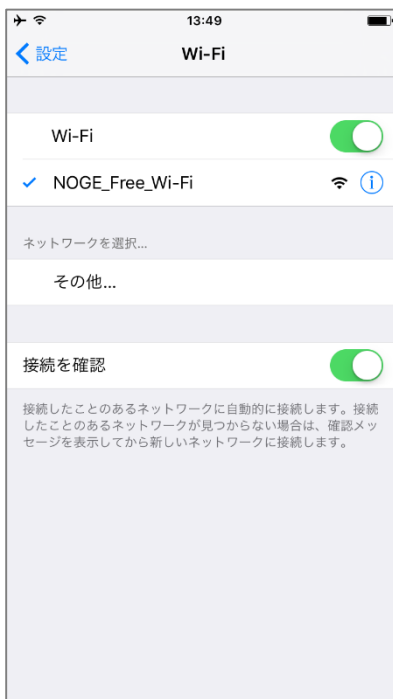 13:49
設定
Wi-Fi
Wi-Fi
NOGE_Free_Wi-Fi
ネットワークを選択...
その他...
接続を確認
接続したことのあるネットワークに自動的に接続します。接続
したことのあるネットワークが見つからない場合は、確認メッ
セージを表示してから新しいネットワークに接続します。